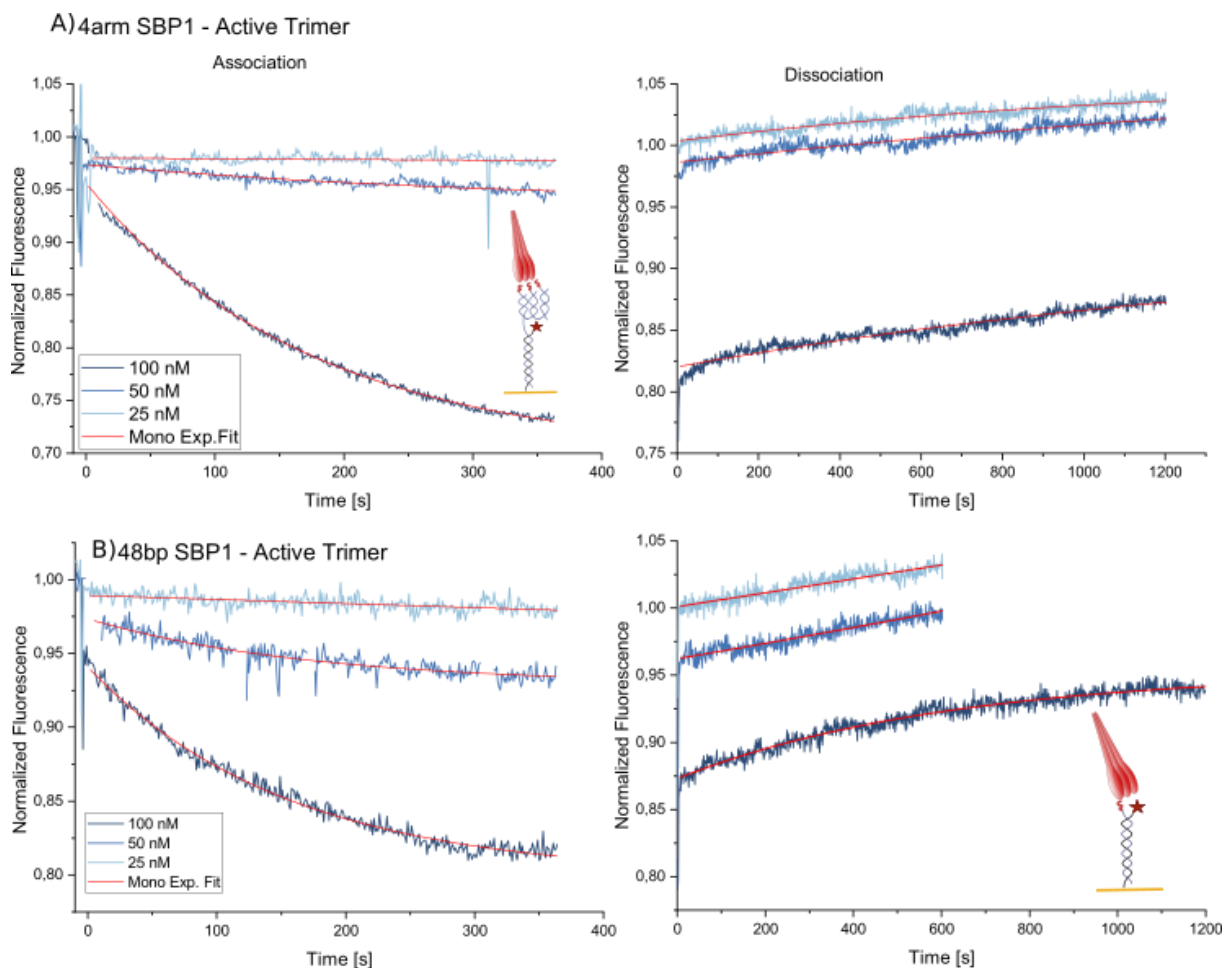 A) 4arm SBP1 - Active Trimer
Association
Normalized Fluorescence
1,05
1,00
0,95
0,90
0,85
0,80
0,75
0,70
100 nM
50 nM
25 nM
Mono Exp.Fit
0
100
200
300
400
Time [s]
Dissociation
Normalized Fluorescence
1,05
1,00
0,95
0,90
0,85
0,80
0,75
0
200
400
600
800
1000
1200
Time [s]
B) 48bp SBP1 - Active Trimer
Normalized Fluorescence
1,00
0,95
0,90
0,85
0,80
100 nM
50 nM
25 nM
Mono Exp. Fit
0
100
200
300
400
Time [s]
Normalized Fluorescence
1,05
1,00
0,95
0,90
0,85
0,80
0
200
400
600
800
1000
1200
Time [s]